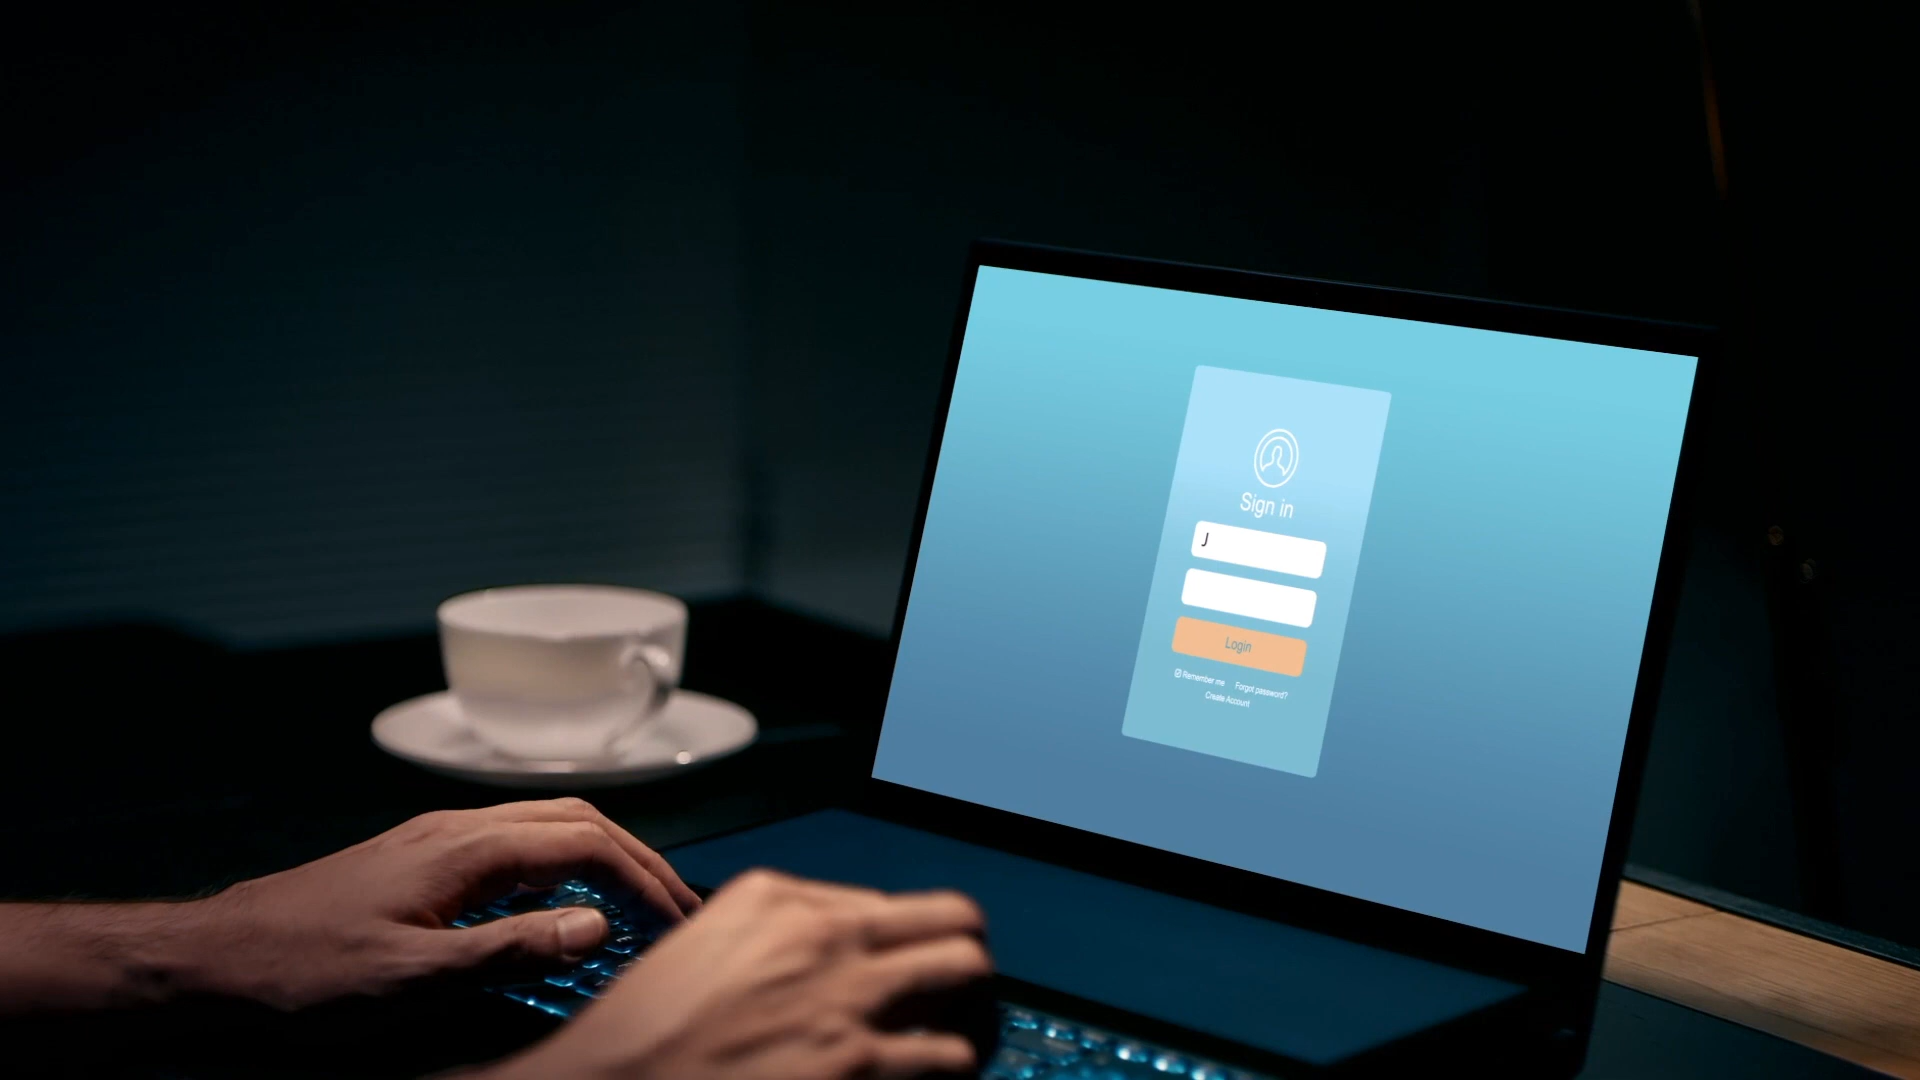 Sign in
J
Login
Remember me Forgot password?
Create Account